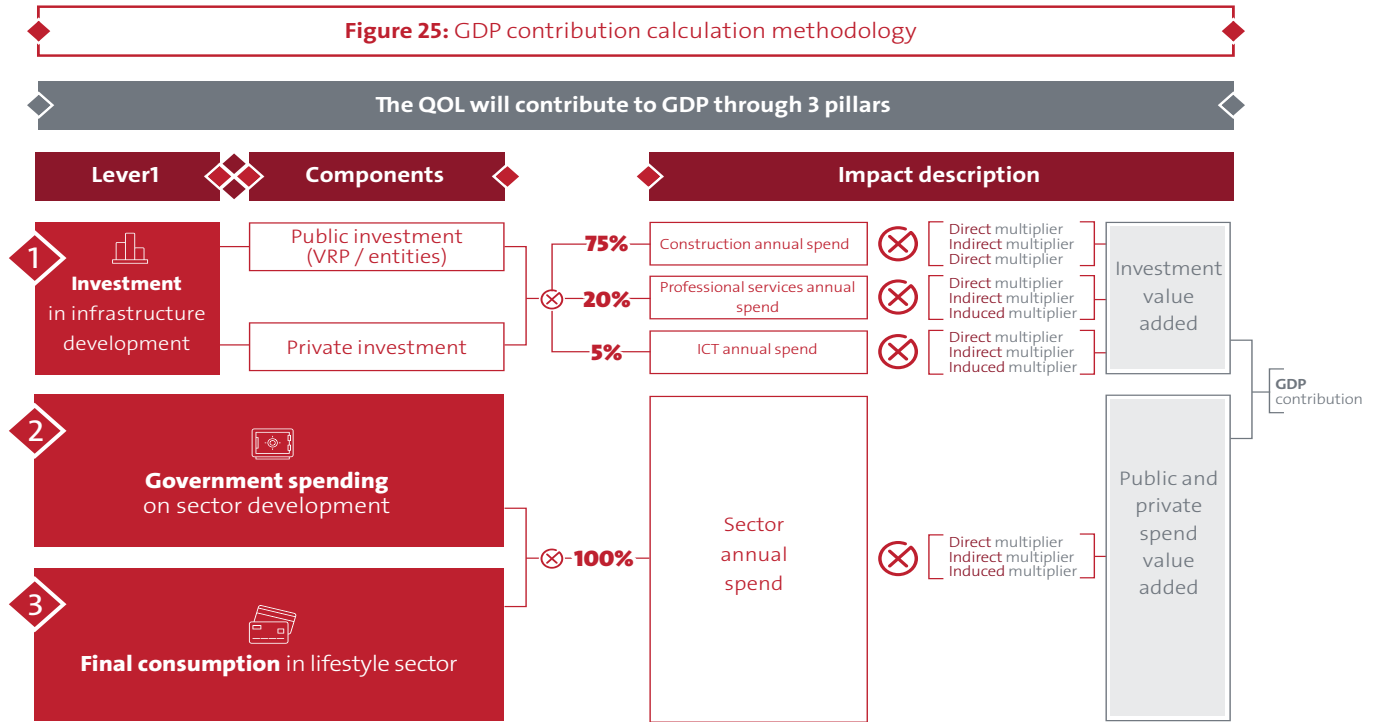 Figure 25: GDP contribution calculation methodology
The QOL will contribute to GDP through 3 pillars
Lever1
Components
Impact description
1
Investment
in infrastructure
development
Public investment
(VRP / entities)
Private investment
75%
Construction annual spend
Direct multiplier
Indirect multiplier
Direct multiplier
20%
Professional services annual
spend
Direct multiplier
Indirect multiplier
Induced multiplier
5%
ICT annual spend
Direct multiplier
Indirect multiplier
Induced multiplier
Investment
value
added
2
Government spending
on sector development
3
Final consumption in lifestyle sector
100%
Sector
annual
spend
Direct multiplier
Indirect multiplier
Induced multiplier
Public and
private
spend
value
added
GDP
contribution